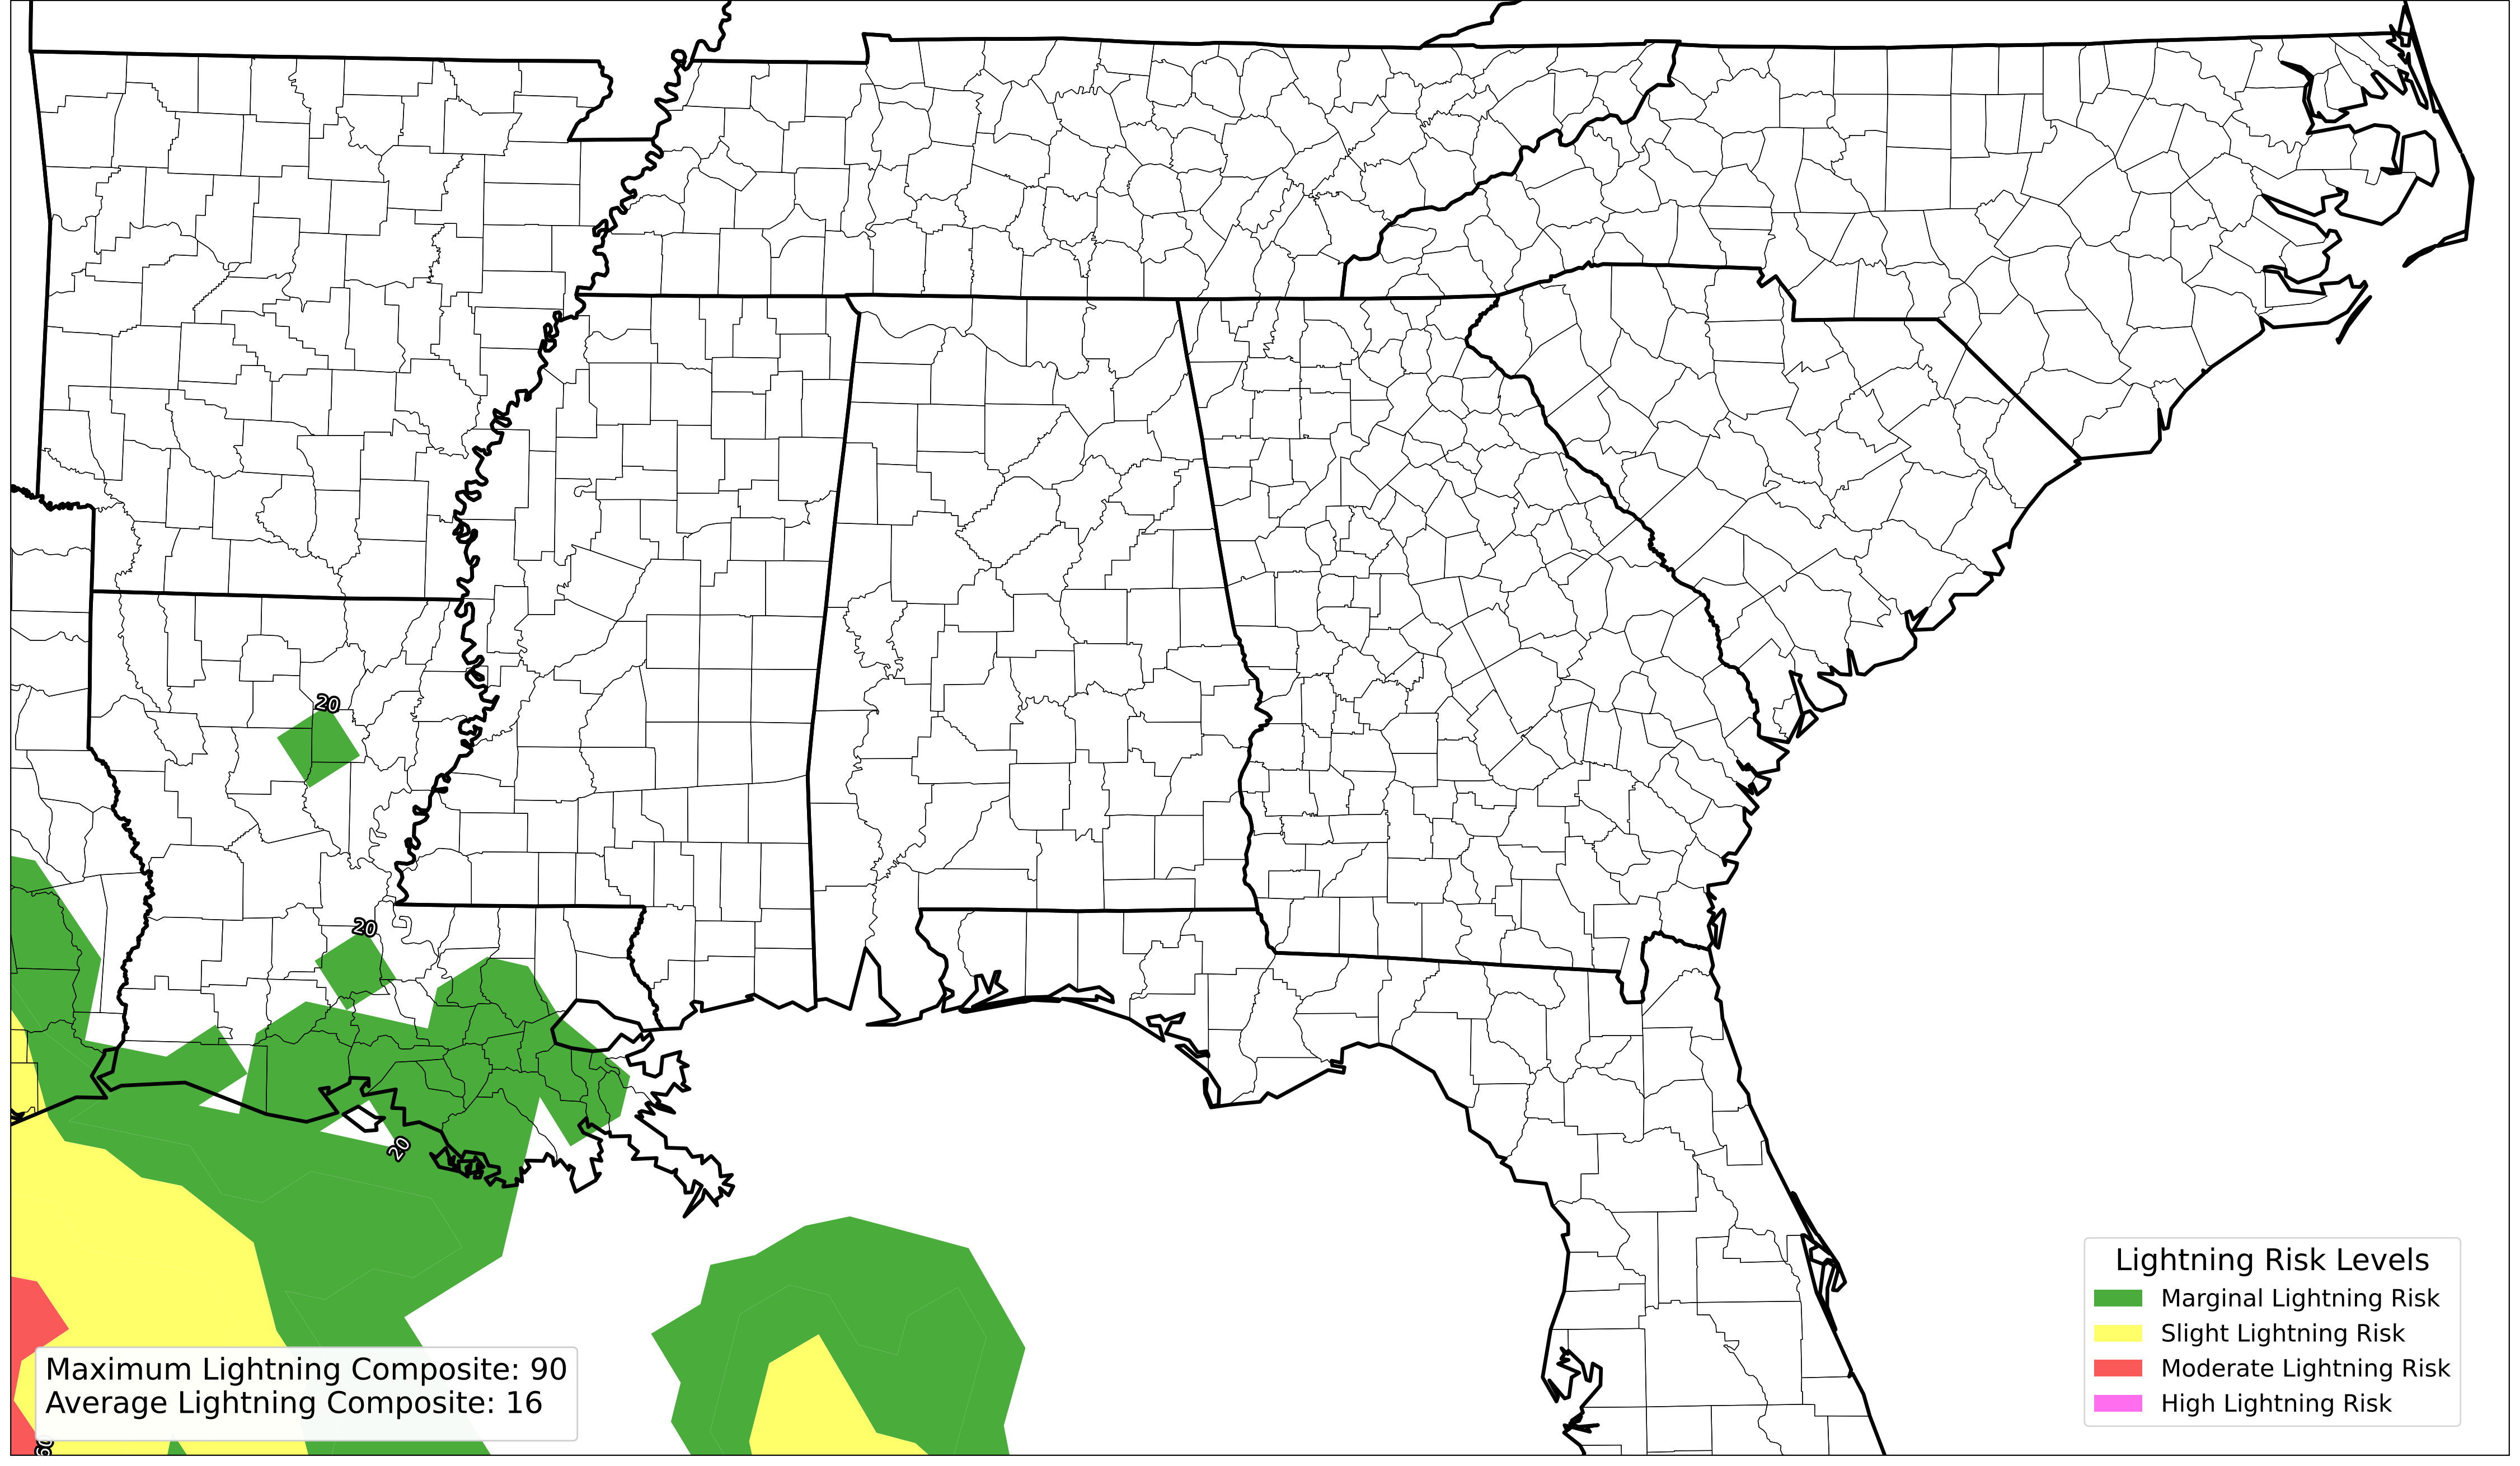 20
20
20
Maximum Lightning Composite: 90
Average Lightning Composite: 16
Lightning Risk Levels
Marginal Lightning Risk
Slight Lightning Risk
Moderate Lightning Risk
High Lightning Risk